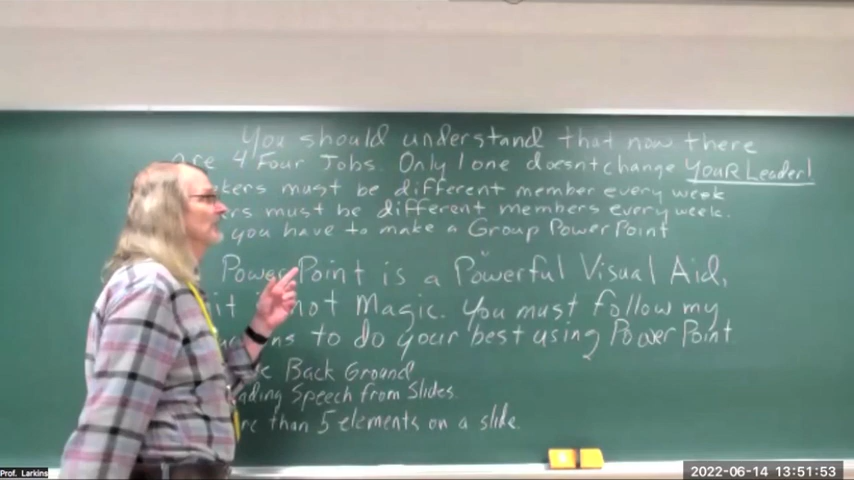 You should understand that now there
are 4 Four Jobs. Only 1 one doesnt change YOUR Leader!
kers must be different member every week
ers must be different members every week.
you have to make a Group PowerPoint
PowerPoint is a Powerful Visual Aid,
it not Magic. You must follow my
to do your best using PowerPoint
Back Ground
ading Speech from Slides.
re than 5 elements on a slide.
Prof. Larkins
2022-06-14 13:51:53